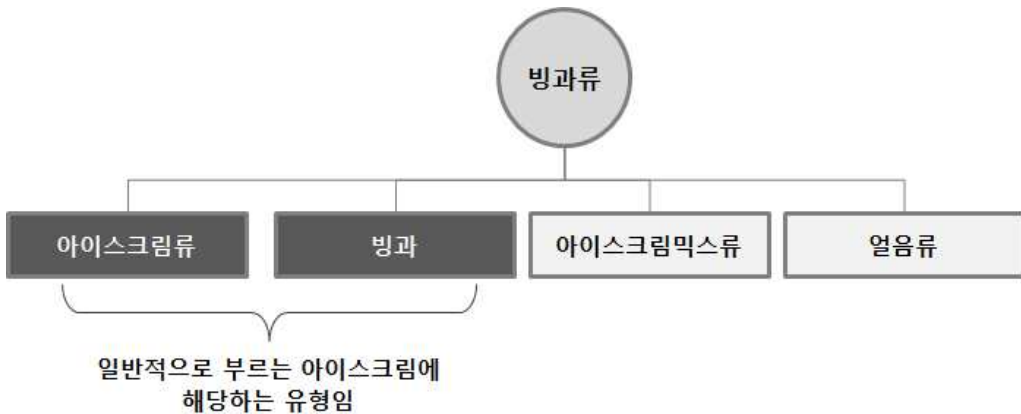 빙과류
아이스크림류
빙과
아이스크림믹스류
얼음류
일반적으로 부르는 아이스크림에
해당하는 유형임